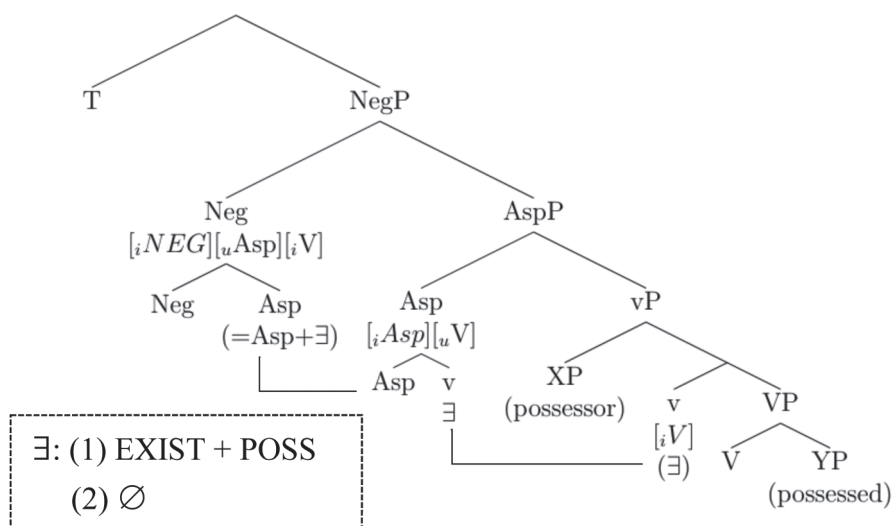 T NegP
Neg AspP
[iNEG][uAsp][iV]
Neg Asp Asp vP
(=Asp+∃) [iAsp][uV]
Asp v XP v VP
∃ (possessor) [iV]
(∃) V YP
(possessed)
∃: (1) EXIST + POSS
(2) ∅